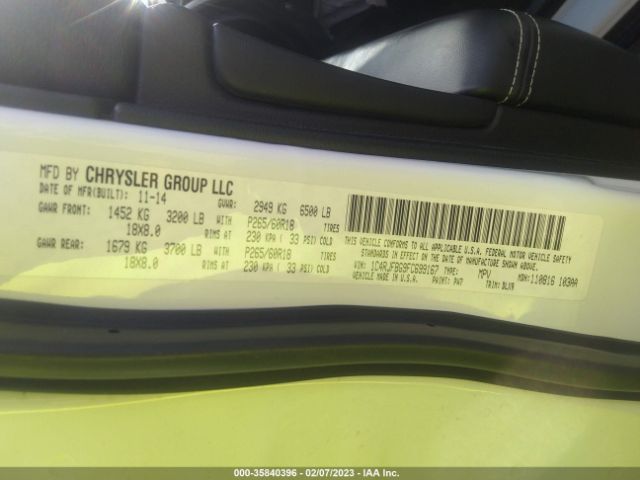 MFD BY CHRYSLER GROUP LLC
DATE OF MFR(BUILT): 11-14 GVWR: 2949 KG 6500 LB
GAWR FRONT: 1452 KG 3200 LB WITH P265/60R18 TIRES
18X8.0 RIMS AT 230 KPA ( 33 PSI) COLD
GAWR REAR: 1679 KG 3700 LB WITH P265/60R18 TIRES
18X8.0 RIMS AT 230 KPA ( 33 PSI) COLD
THIS VEHICLE CONFORMS TO ALL APPLICABLE U.S.A. FEDERAL MOTOR VEHICLE SAFETY
STANDARDS IN EFFECT ON THE DATE OF MANUFACTURE SHOWN ABOVE.
VIN: 1C4RJFBG9FC699167 TYPE: MPV MDH: 110816 103AA
VEHICLE MADE IN U.S.A. PAINT: PW7 TRIM: DLX9
000-35840396 - 02/07/2023 - IAA Inc.